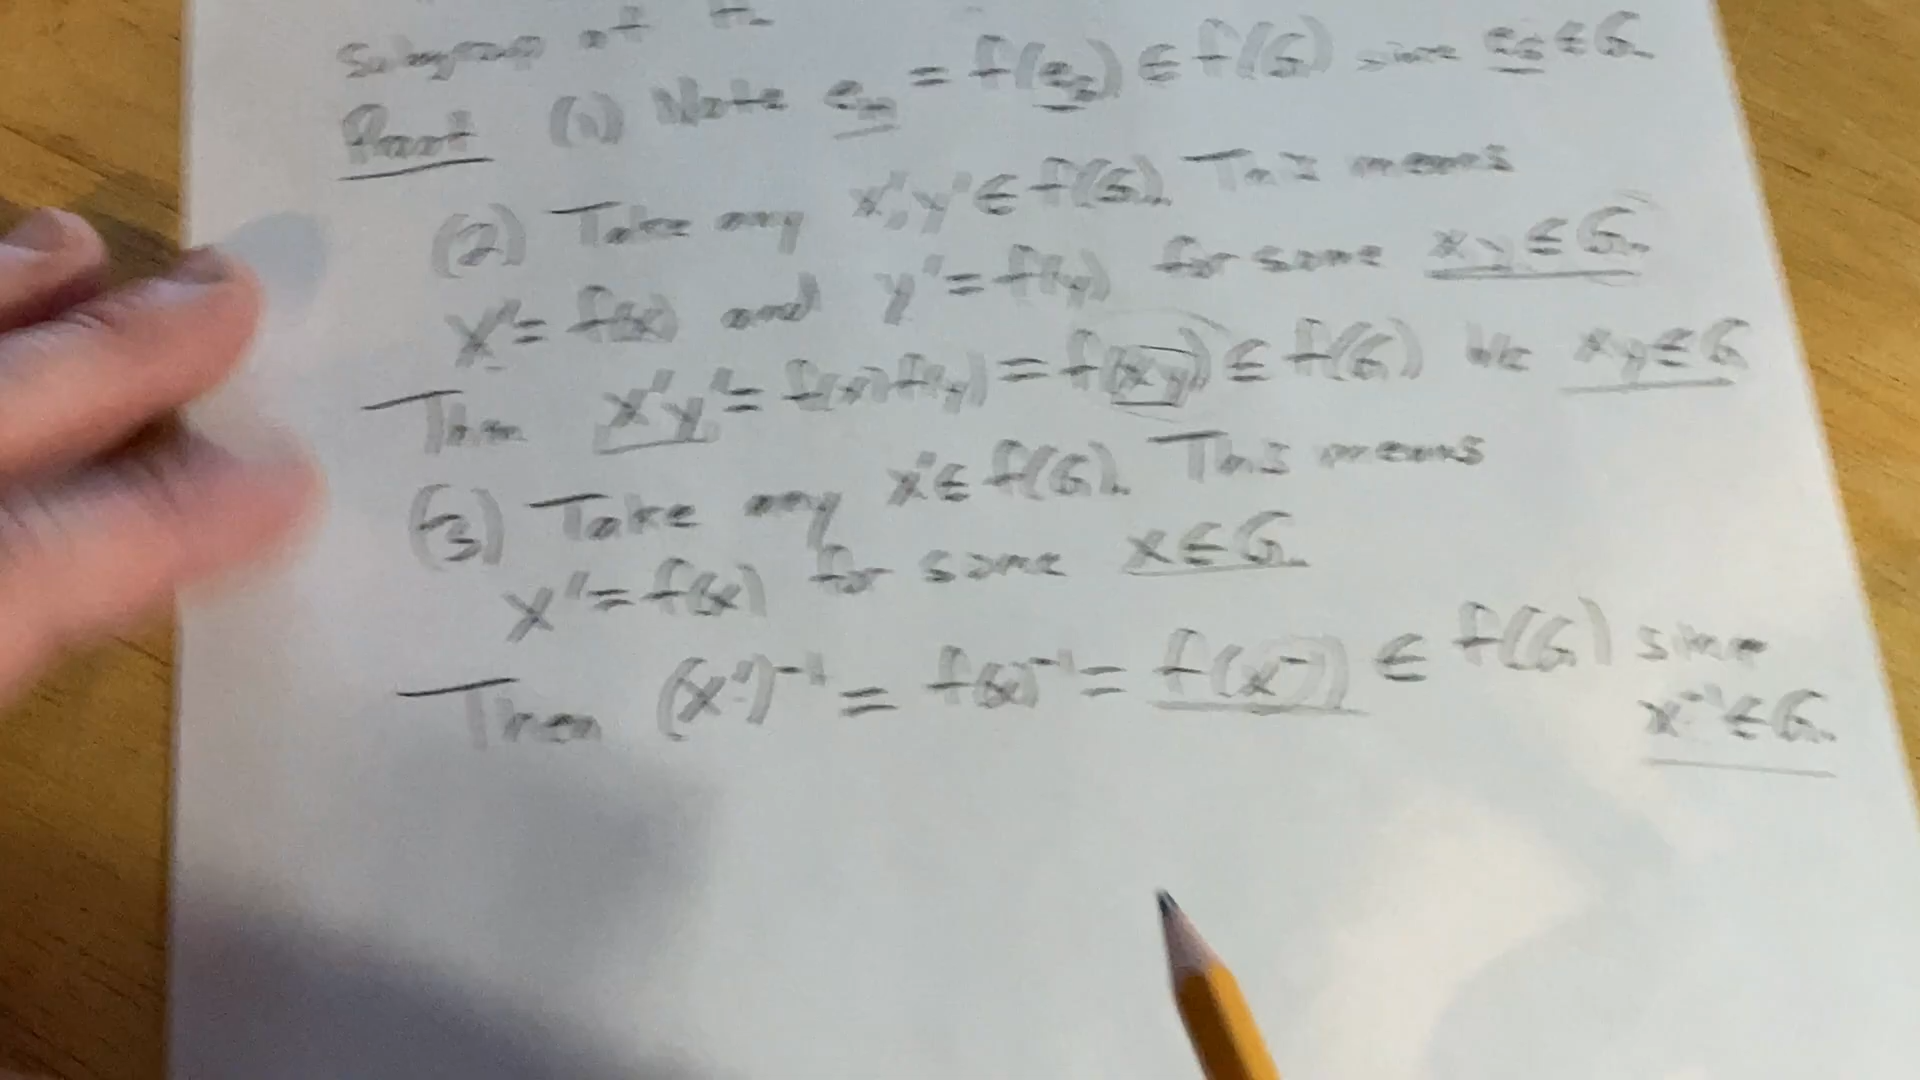 Subgroup of H.
Proof (1) Note e_H = f(e_G) ∈ f(G) since e_G ∈ G.
(2) Take any x', y' ∈ f(G). This means
x' = f(x) and y' = f(y) for some x, y ∈ G.
Then x'y' = f(x)f(y) = f(xy) ∈ f(G) b/c xy ∈ G
(3) Take any x' ∈ f(G). This means
x' = f(x) for some x ∈ G.
Then (x')^-1 = f(x)^-1 = f(x^-1) ∈ f(G) since
x^-1 ∈ G.